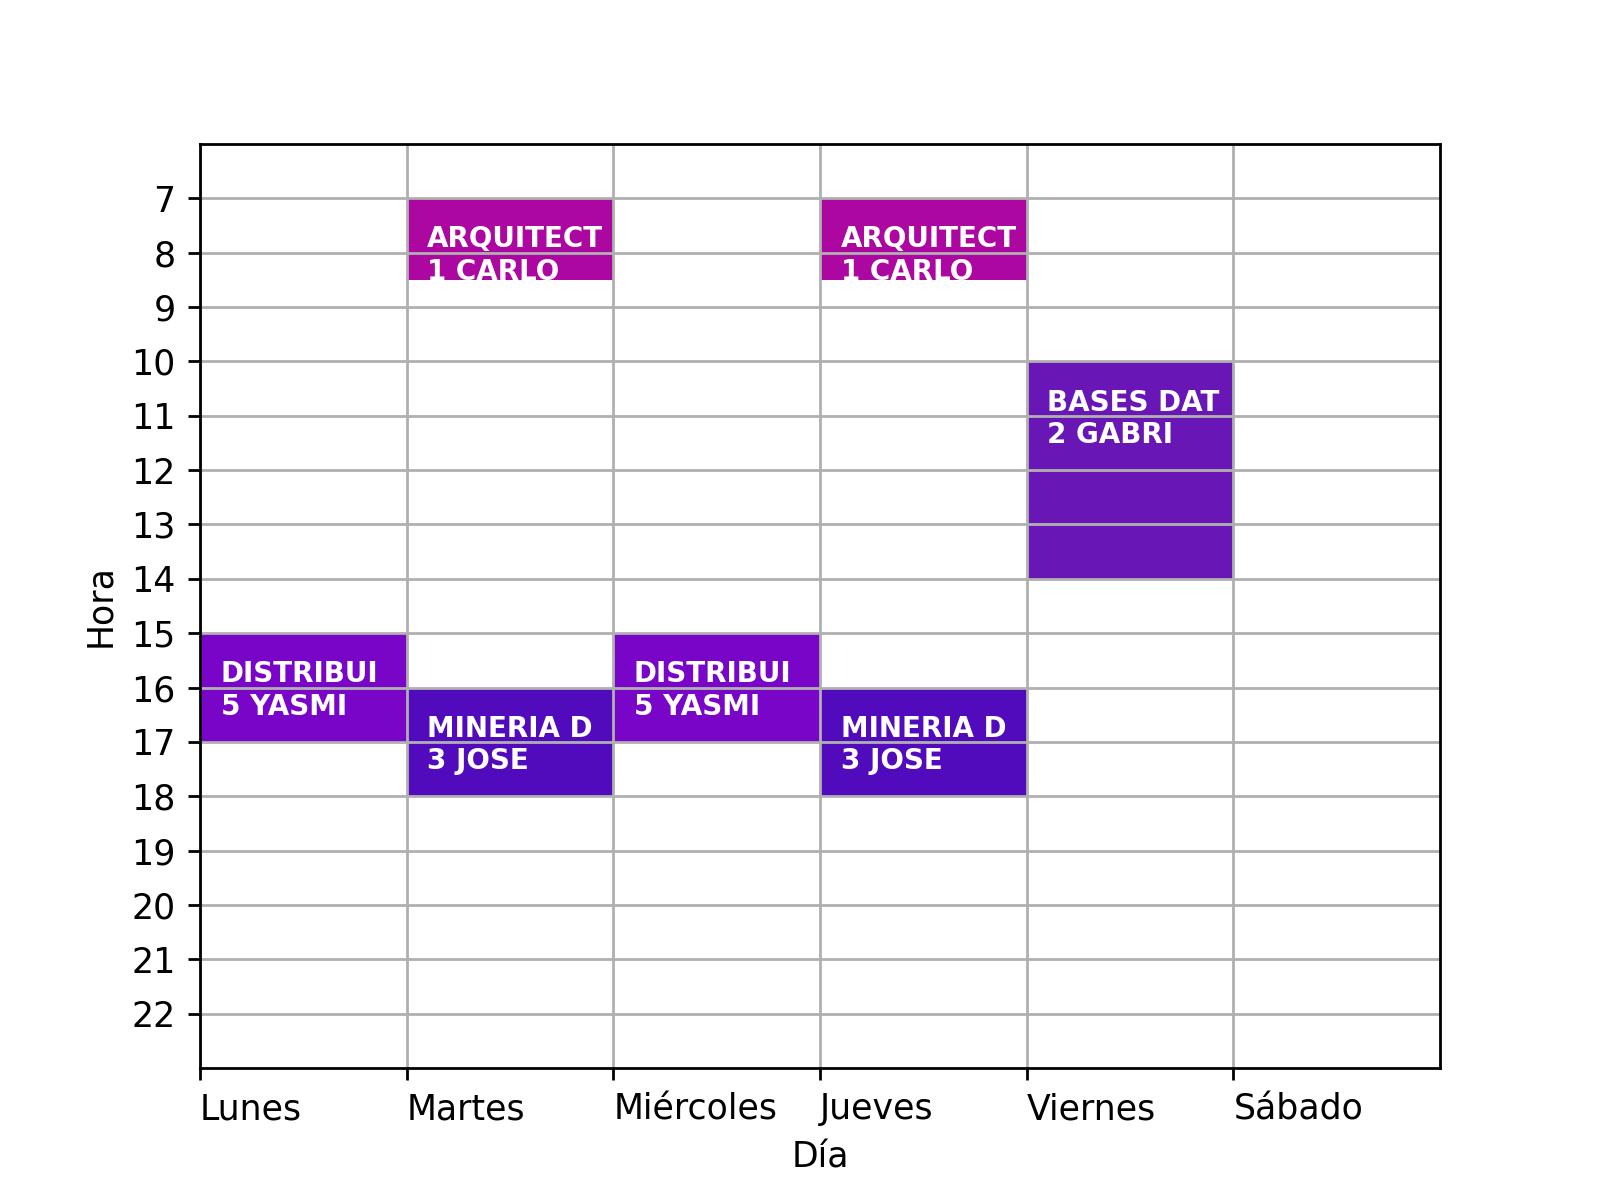 7
8
9
10
11
12
13
14
15
16
17
18
19
20
21
22
Hora
ARQUITECT
1 CARLO
ARQUITECT
1 CARLO
BASES DAT
2 GABRI
DISTRIBUI
5 YASMI
DISTRIBUI
5 YASMI
MINERIA D
3 JOSE
MINERIA D
3 JOSE
Lunes
Martes
Miércoles
Jueves
Viernes
Sábado
Día